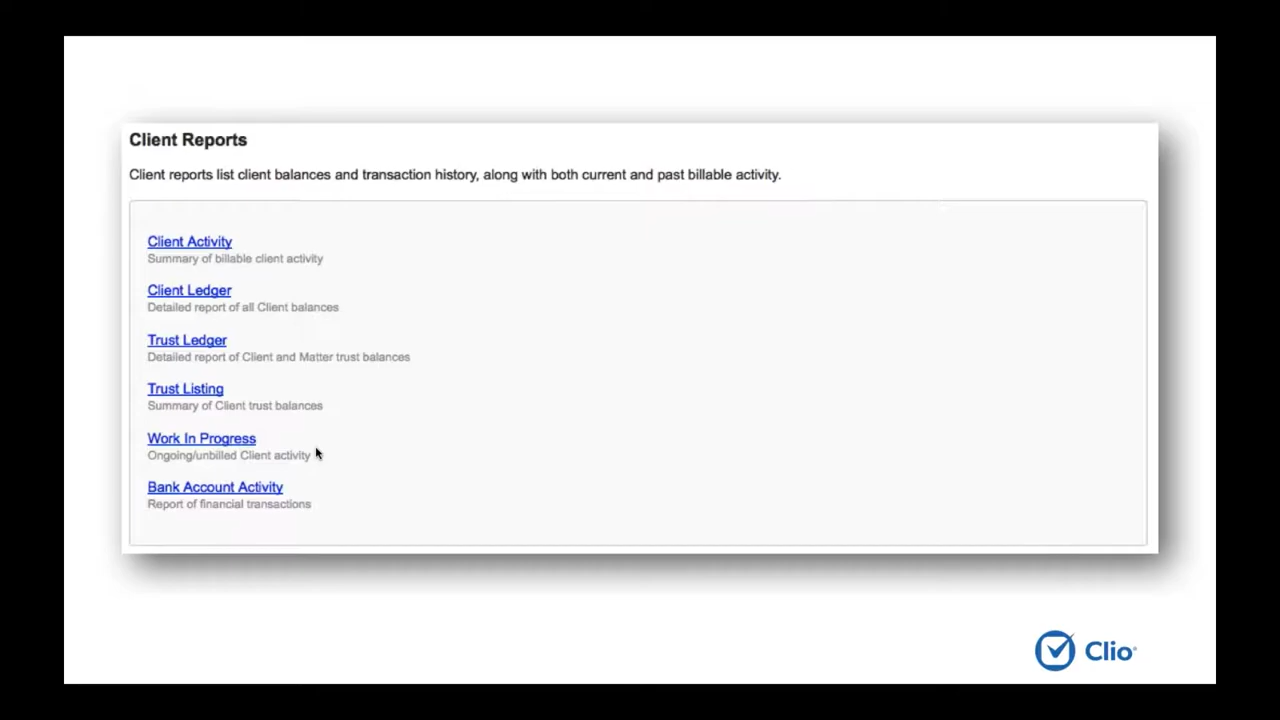 Client Reports
Client reports list client balances and transaction history, along with both current and past billable activity.
Client Activity
Summary of billable client activity
Client Ledger
Detailed report of all Client balances
Trust Ledger
Detailed report of Client and Matter trust balances
Trust Listing
Summary of Client trust balances
Work In Progress
Ongoing/unbilled Client activity
Bank Account Activity
Report of financial transactions
Clio®